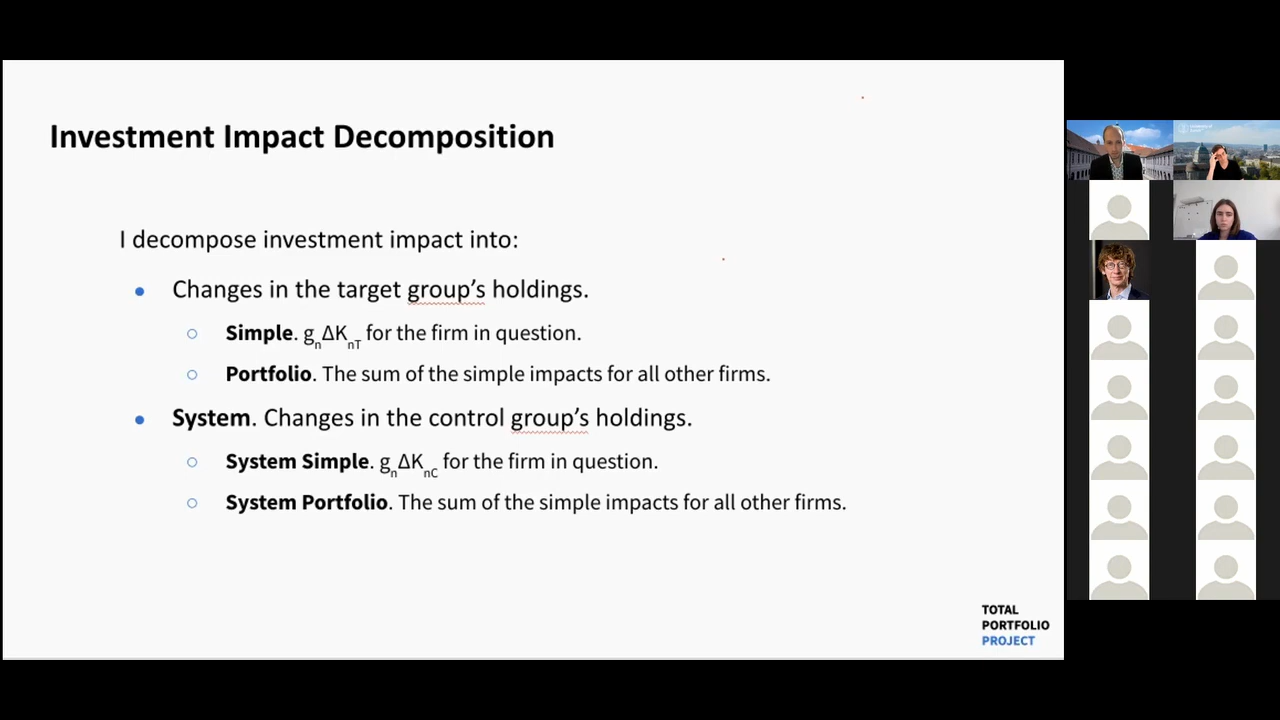 Investment Impact Decomposition
I decompose investment impact into:
● Changes in the target group's holdings.
○ Simple. gₙΔKₙT for the firm in question.
○ Portfolio. The sum of the simple impacts for all other firms.
● System. Changes in the control group's holdings.
○ System Simple. gₙΔKₙC for the firm in question.
○ System Portfolio. The sum of the simple impacts for all other firms.
TOTAL
PORTFOLIO
PROJECT